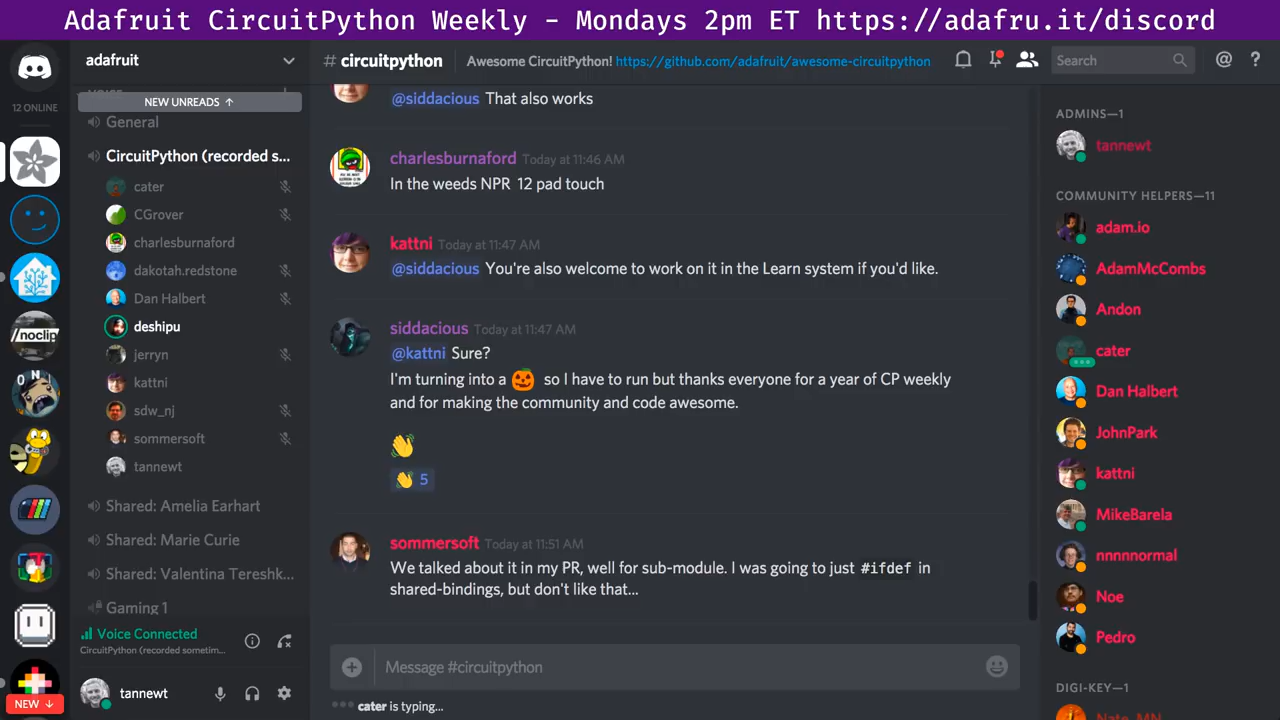 Adafruit CircuitPython Weekly - Mondays 2pm ET https://adafru.it/discord
12 ONLINE
/noclip
NEW ↓
adafruit
NEW UNREADS ↑
General
CircuitPython (recorded s...
cater
CGrover
charlesburnaford
dakotah.redstone
Dan Halbert
deshipu
jerryn
kattni
sdw_nj
sommersoft
tannewt
Shared: Amelia Earhart
Shared: Marie Curie
Shared: Valentina Tereshk...
Gaming 1
Voice Connected
CircuitPython (recorded sometim...
tannewt
# circuitpython
Awesome CircuitPython! https://github.com/adafruit/awesome-circuitpython
Search
@siddacious That also works
charlesburnaford Today at 11:46 AM
In the weeds NPR 12 pad touch
kattni Today at 11:47 AM
@siddacious You're also welcome to work on it in the Learn system if you'd like.
siddacious Today at 11:47 AM
@kattni Sure?
I'm turning into a 🎃 so I have to run but thanks everyone for a year of CP weekly
and for making the community and code awesome.
👋
👋 5
sommersoft Today at 11:51 AM
We talked about it in my PR, well for sub-module. I was going to just #ifdef in
shared-bindings, but don't like that...
Message #circuitpython
cater is typing...
ADMINS—1
tannewt
COMMUNITY HELPERS—11
adam.io
AdamMcCombs
Andon
cater
Dan Halbert
JohnPark
kattni
MikeBarela
nnnnnormal
Noe
Pedro
DIGI-KEY—1